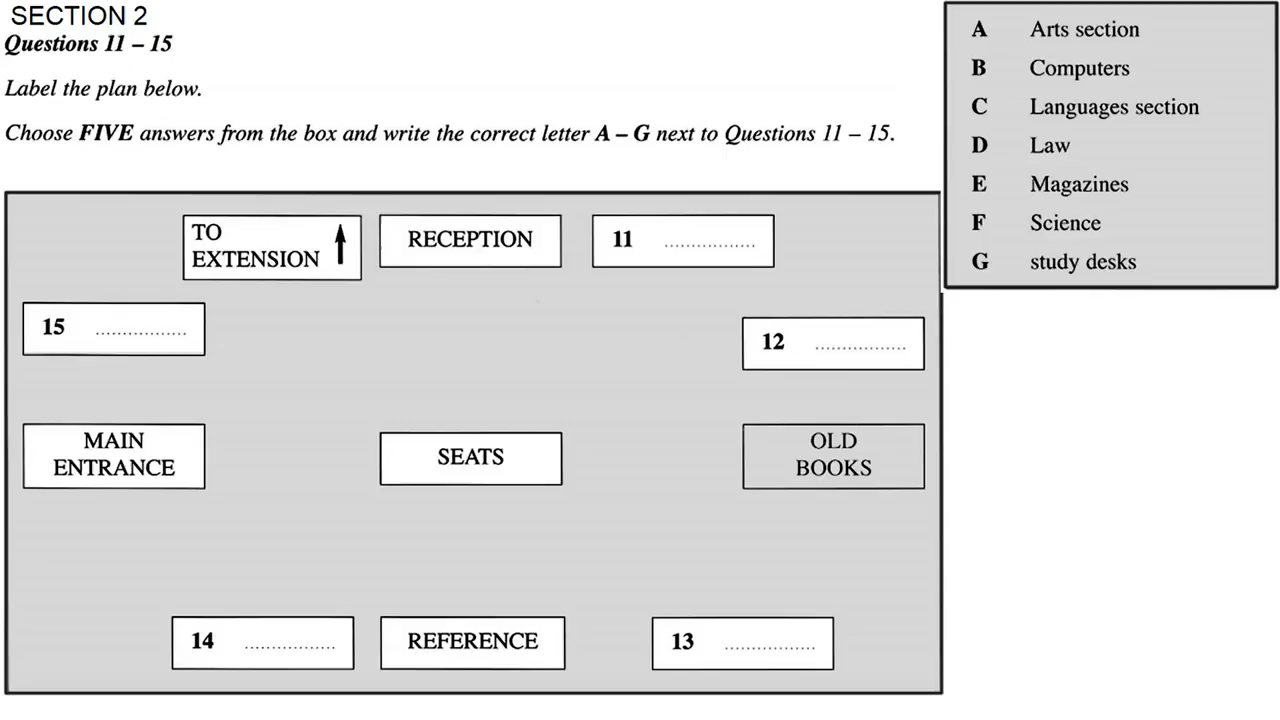 SECTION 2
Questions 11 – 15
Label the plan below.
Choose FIVE answers from the box and write the correct letter A – G next to Questions 11 – 15.
A Arts section
B Computers
C Languages section
D Law
E Magazines
F Science
G study desks
TO
EXTENSION
RECEPTION
11 ................
15 ................
12 ................
MAIN
ENTRANCE
SEATS
OLD
BOOKS
14 ................
REFERENCE
13 ................